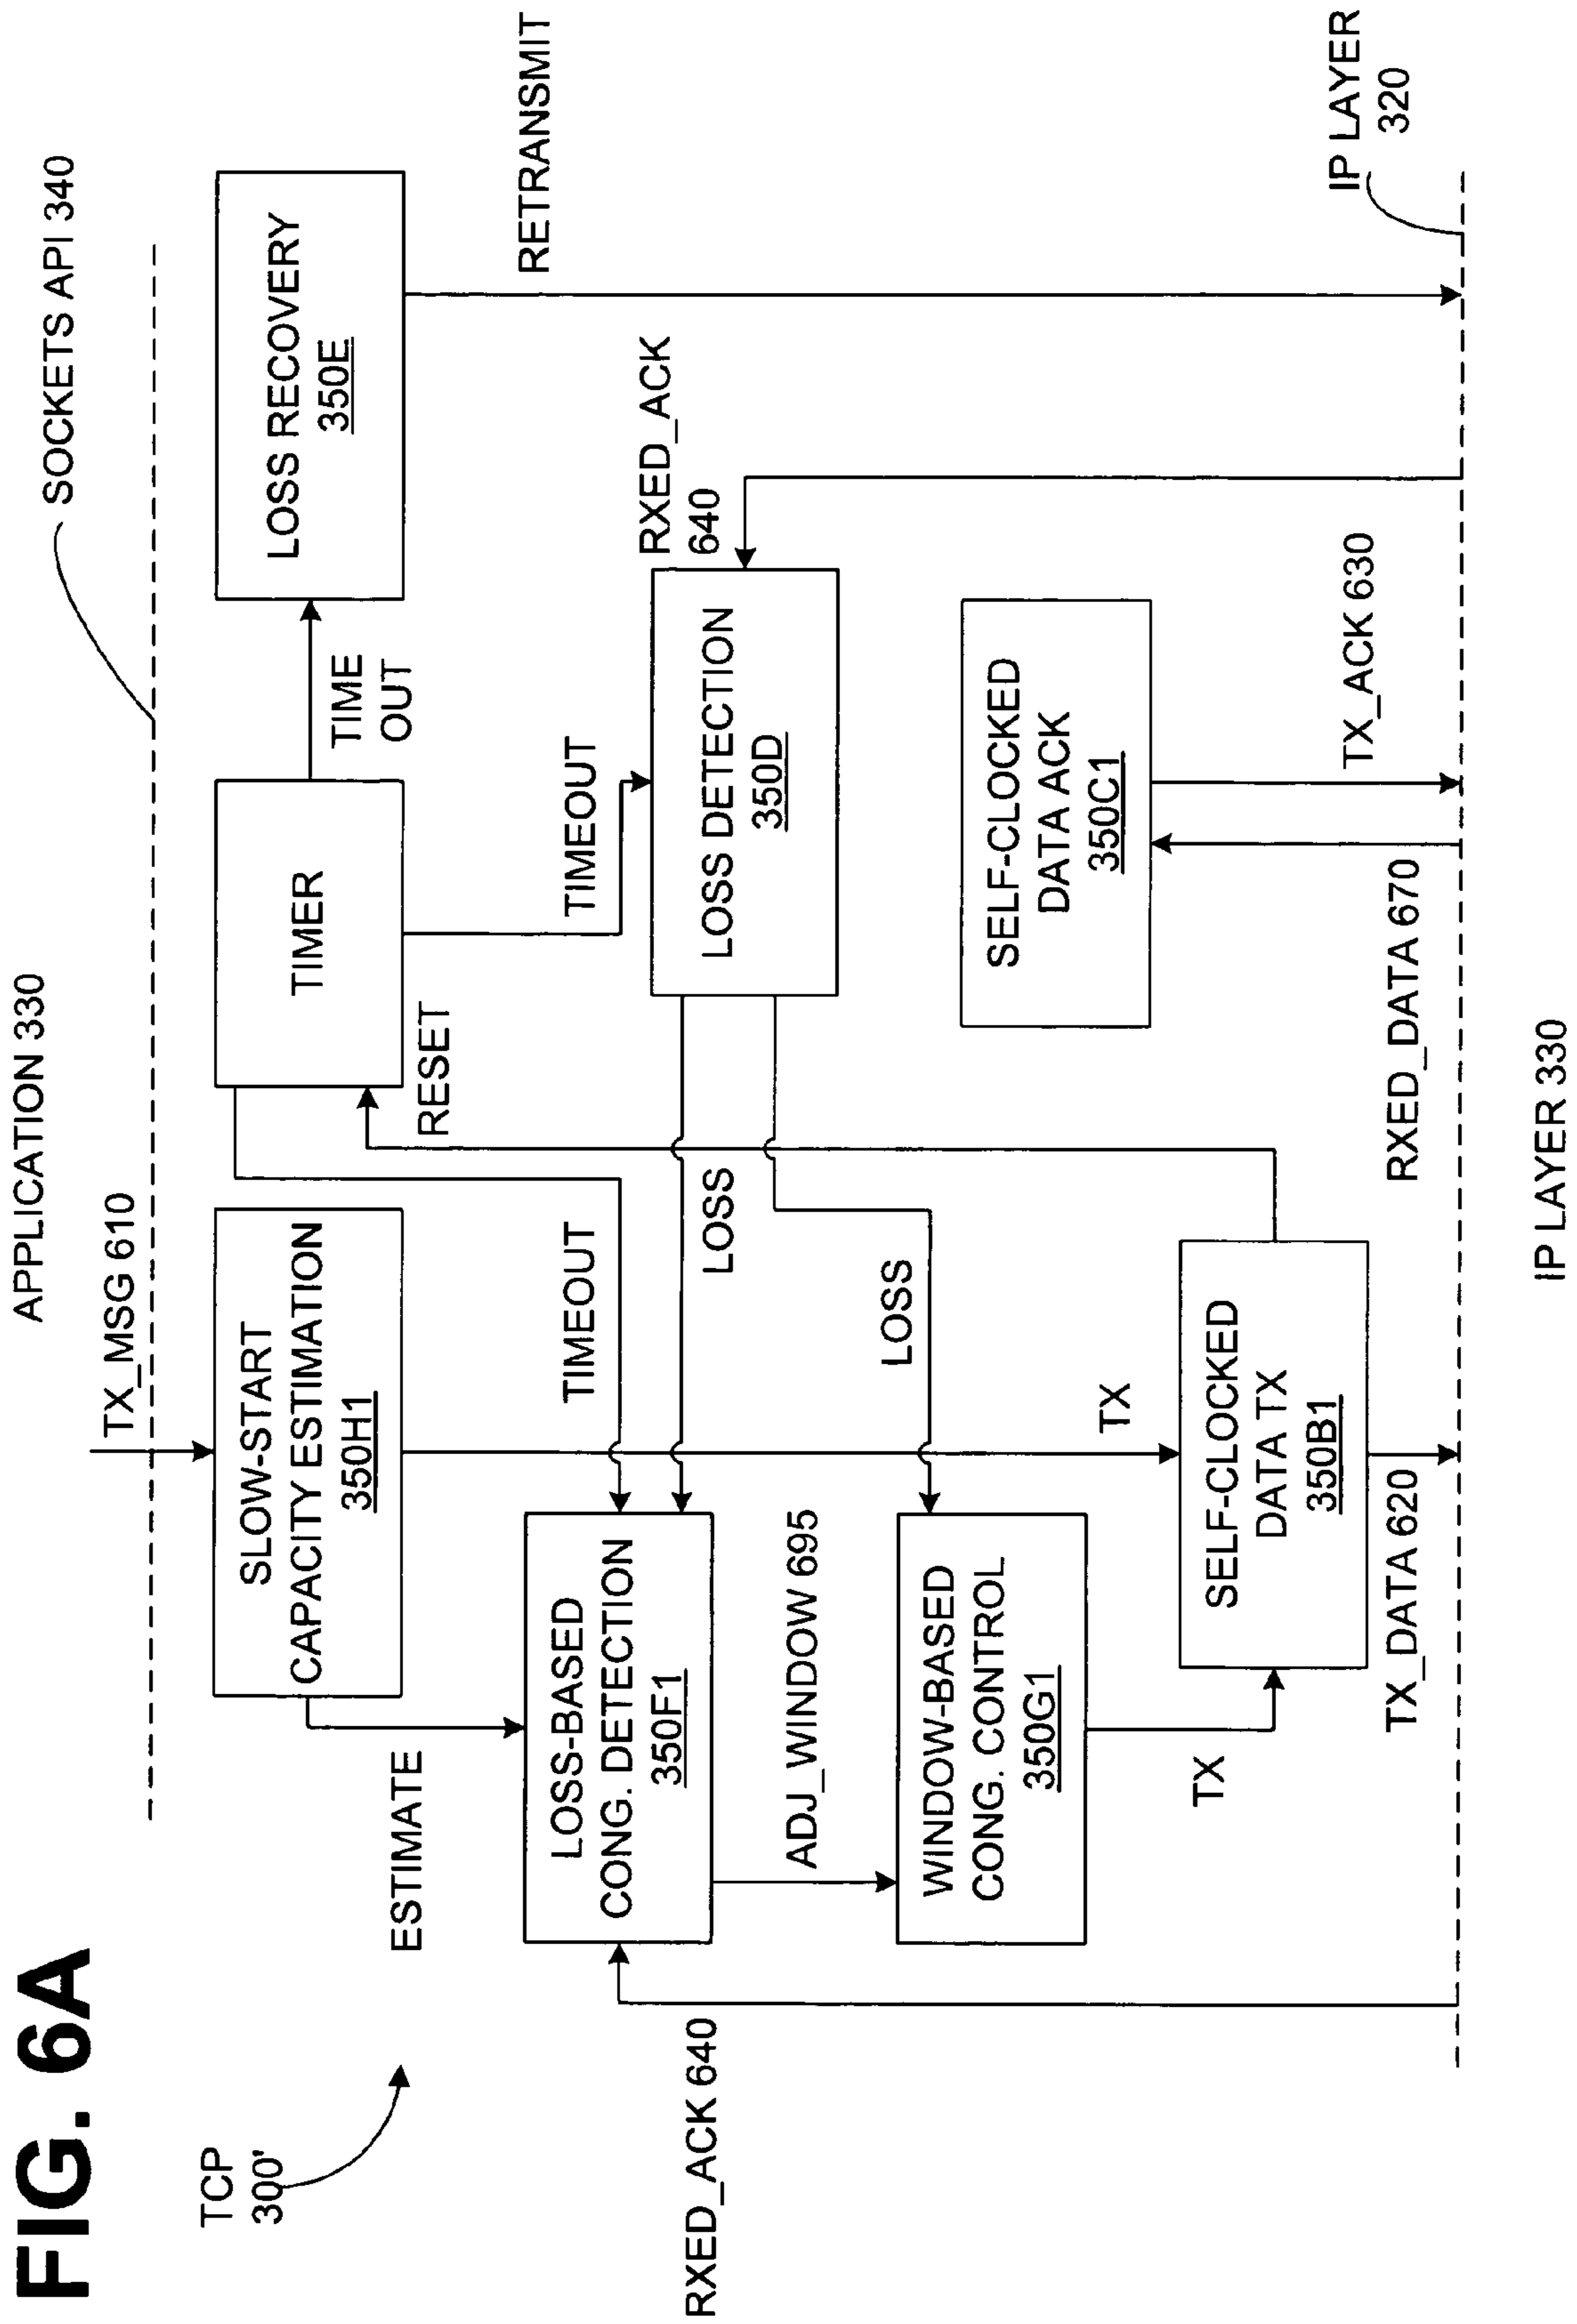 FIG. 6A
APPLICATION 330
SOCKETS API 340
TX_MSG 610
TCP
300'
SLOW-START
CAPACITY ESTIMATION
350H1
TIMER
TIME
OUT
LOSS RECOVERY
350E
ESTIMATE
RESET
RETRANSMIT
LOSS-BASED
CONG. DETECTION
350F1
TIMEOUT
TIMEOUT
LOSS
LOSS DETECTION
350D
RXED_ACK
640
RXED_ACK 640
ADJ_WINDOW 695
LOSS
WINDOW-BASED
CONG. CONTROL
350G1
SELF-CLOCKED
DATA ACK
350C1
TX
TX
SELF-CLOCKED
DATA TX
350B1
TX_ACK 630
IP LAYER
320
TX_DATA 620
RXED_DATA 670
IP LAYER 330